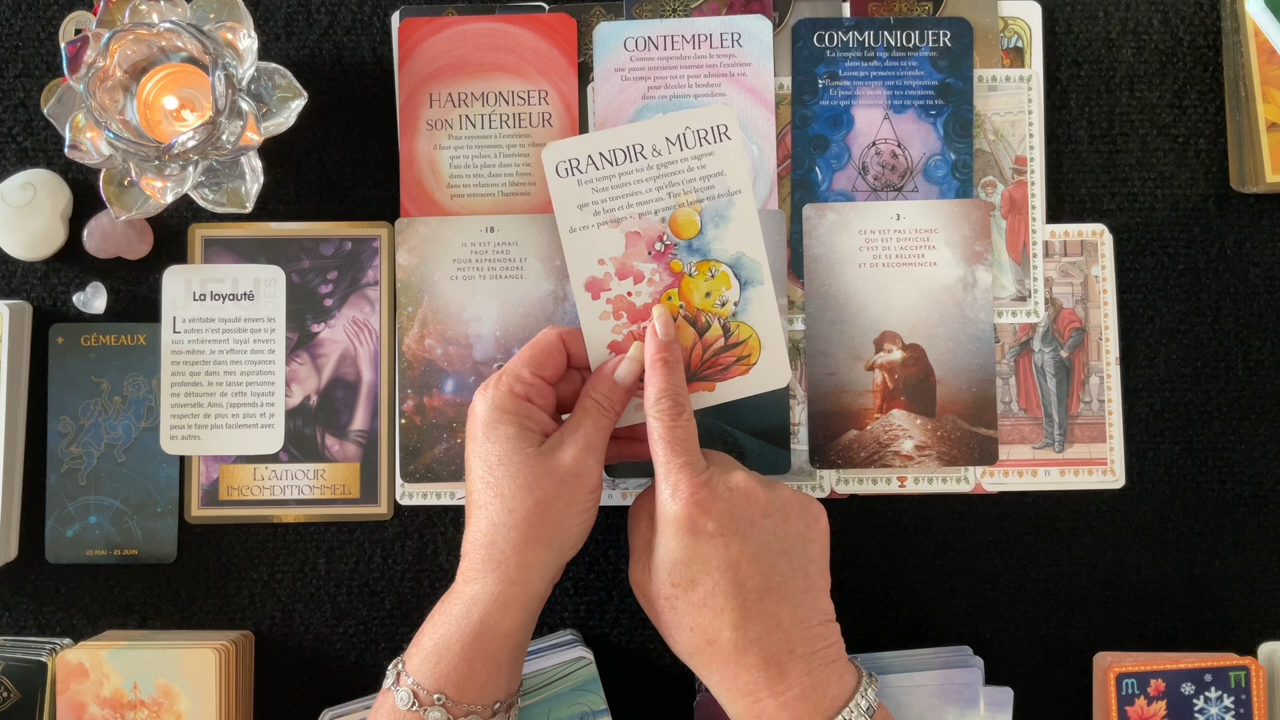 HARMONISER
SON INTÉRIEUR
Pour rayonner à l'extérieur,
il faut que tu rayonnes, que tu vibres
que tu pulses, à l'intérieur.
Fais de la place dans ta vie,
dans ta tête, dans ton foyer,
dans tes relations et libère-toi
pour retrouver l'harmonie.
CONTEMPLER
Comme suspendre dans le temps,
une pause intérieure tournée vers l'extérieur.
Un temps pour toi et pour admirer la vie,
pour déceler le bonheur
dans ces plaisirs quotidiens.
COMMUNIQUER
La tempête fait rage dans ton cœur,
dans ta tête, dans ta vie.
Laisse tes pensées s'envoler.
Ramène ton esprit sur ta respiration.
Et pose des mots sur tes émotions,
sur ce qui te traverse et sur ce que tu vis.
GRANDIR & MÛRIR
Il est temps pour toi de gagner en sagesse.
Note toutes ces expériences de vie
que tu as traversées, ce qu'elles t'ont apporté,
de bon et de mauvais. Tire les leçons
de ces « pas-sages », puis avance et laisse-toi évoluer.
· 18 ·
IL N'EST JAMAIS
TROP TARD
POUR REPRENDRE ET
METTRE EN ORDRE
CE QUI TE DÉRANGE...
· 3 ·
CE N'EST PAS L'ÉCHEC
QUI EST DIFFICILE,
C'EST DE L'ACCEPTER,
DE SE RELEVER
ET DE RECOMMENCER.
La loyauté
La véritable loyauté envers les
autres n'est possible que si je
suis entièrement loyal envers
moi-même. Je m'efforce donc de
me respecter dans mes croyances
ainsi que dans mes aspirations
profondes. Je ne laisse personne
me détourner de cette loyauté
universelle. Ainsi, j'apprends à me
respecter de plus en plus et je
peux le faire plus facilement avec
les autres.
GÉMEAUX
21 MAI - 21 JUIN
L'AMOUR
INCONDITIONNEL
0
IV